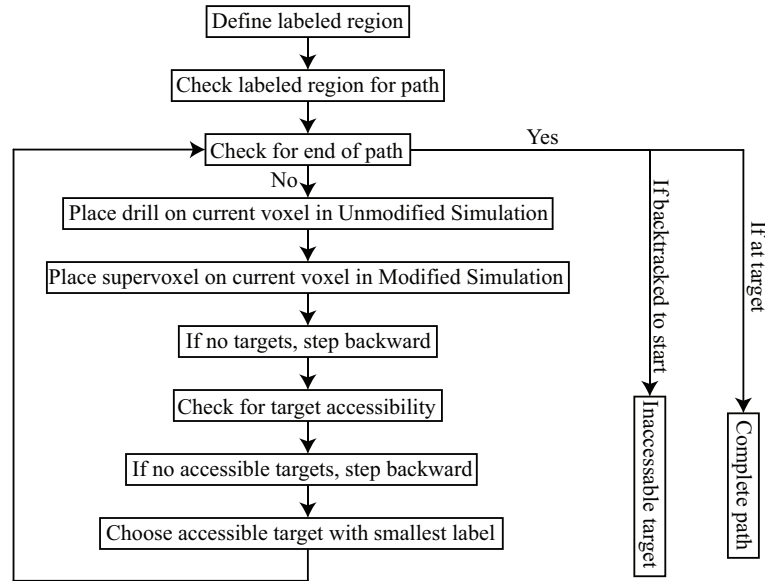 Define labeled region
Check labeled region for path
Check for end of path
Yes
No
Place drill on current voxel in Unmodified Simulation
Place supervoxel on current voxel in Modified Simulation
If no targets, step backward
Check for target accessibility
If no accessible targets, step backward
Choose accessible target with smallest label
If backtracked to start
Inaccessable
target
If at target
Complete path